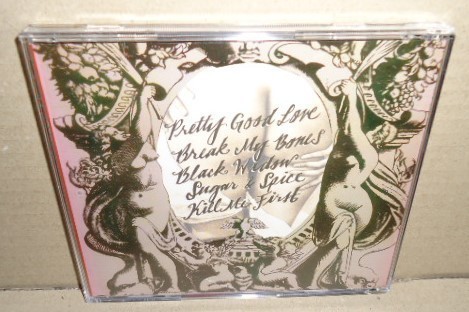 Pretty Good Love
Break My Bones
Black Widow
Sugar & Spice
Kill Me First